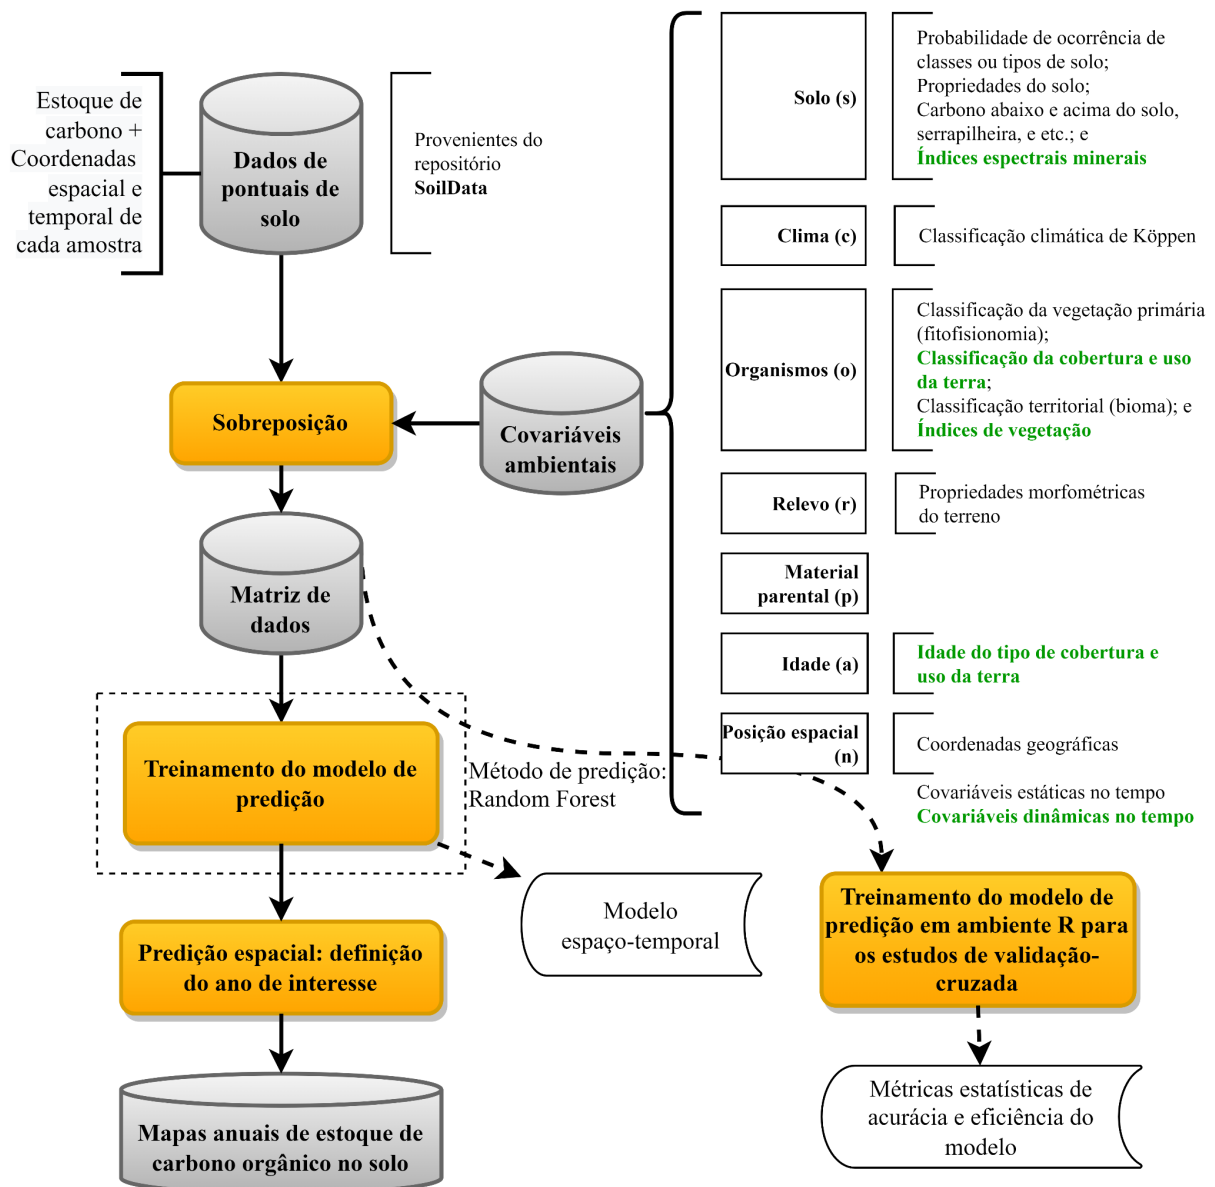 Estoque de
carbono +
Coordenadas
espacial e
temporal de
cada amostra
Dados de
pontuais de
solo
Provenientes do
repositório
SoilData
Sobreposição
Covariáveis
ambientais
Matriz de
dados
Treinamento do modelo de
predição
Método de predição:
Random Forest
Modelo
espaço-temporal
Predição espacial: definição
do ano de interesse
Mapas anuais de estoque de
carbono orgânico no solo
Solo (s)
Probabilidade de ocorrência de
classes ou tipos de solo;
Propriedades do solo;
Carbono abaixo e acima do solo,
serrapilheira, e etc.; e
Índices espectrais minerais
Clima (c)
Classificação climática de Köppen
Organismos (o)
Classificação da vegetação primária
(fitofisionomia);
Classificação da cobertura e uso
da terra;
Classificação territorial (bioma); e
Índices de vegetação
Relevo (r)
Propriedades morfométricas
do terreno
Material
parental (p)
Idade (a)
Idade do tipo de cobertura e
uso da terra
Posição espacial
(n)
Coordenadas geográficas
Covariáveis estáticas no tempo
Covariáveis dinâmicas no tempo
Treinamento do modelo de
predição em ambiente R para
os estudos de validação-
cruzada
Métricas estatísticas de
acurácia e eficiência do
modelo